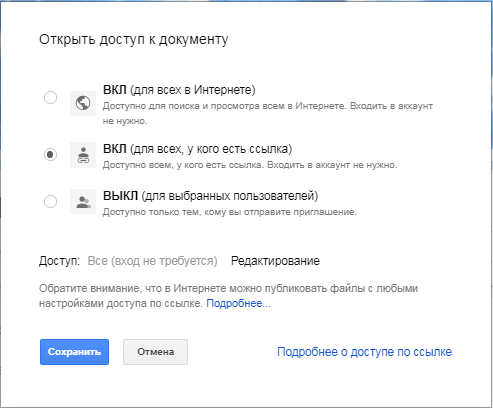 Открыть доступ к документу
ВКЛ (для всех в Интернете)
Доступно для поиска и просмотра всем в Интернете. Входить в аккаунт
не нужно.
ВКЛ (для всех, у кого есть ссылка)
Доступно всем, у кого есть ссылка. Входить в аккаунт не нужно.
ВЫКЛ (для выбранных пользователей)
Доступно только тем, кому вы отправите приглашение.
Доступ: Все (вход не требуется) Редактирование
Обратите внимание, что в Интернете можно публиковать файлы с любыми
настройками доступа по ссылке. Подробнее...
Сохранить Отмена Подробнее о доступе по ссылке